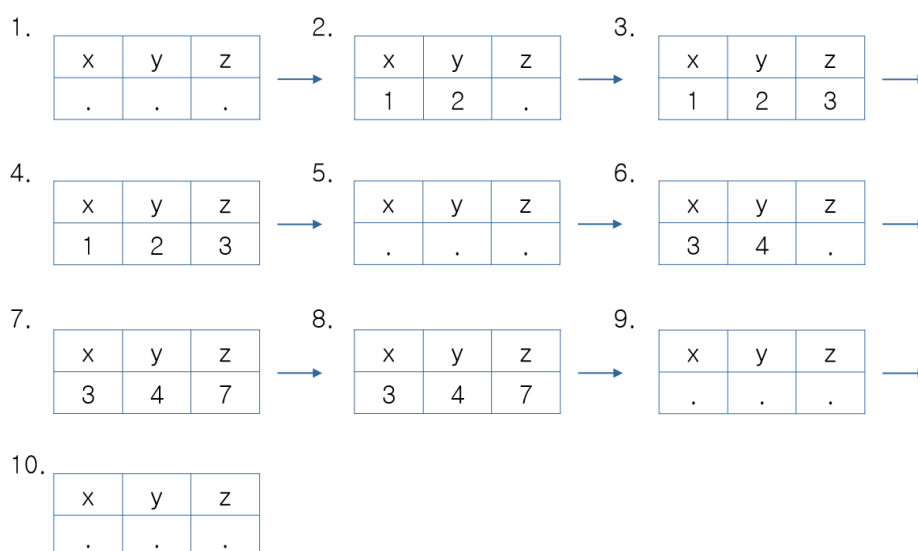 1. 2. 3.
x y z x y z x y z
. . . 1 2 . 1 2 3
4. 5. 6.
x y z x y z x y z
1 2 3 . . . 3 4 .
7. 8. 9.
x y z x y z x y z
3 4 7 3 4 7 . . .
10.
x y z
. . .